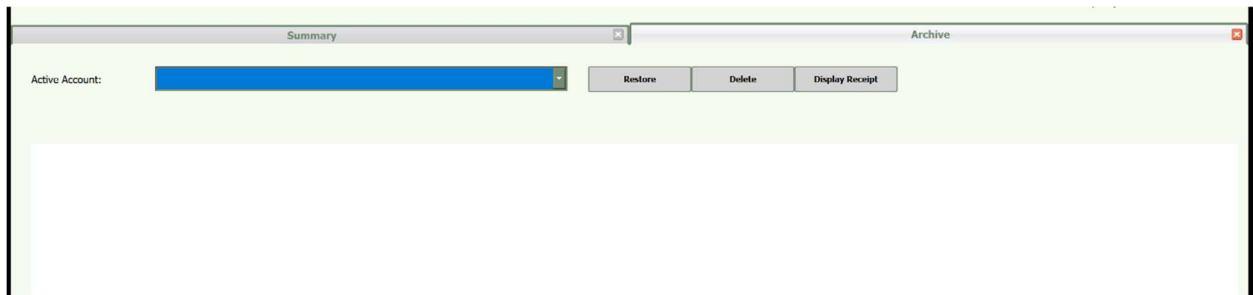 Summary
Archive
Active Account:
Restore
Delete
Display Receipt